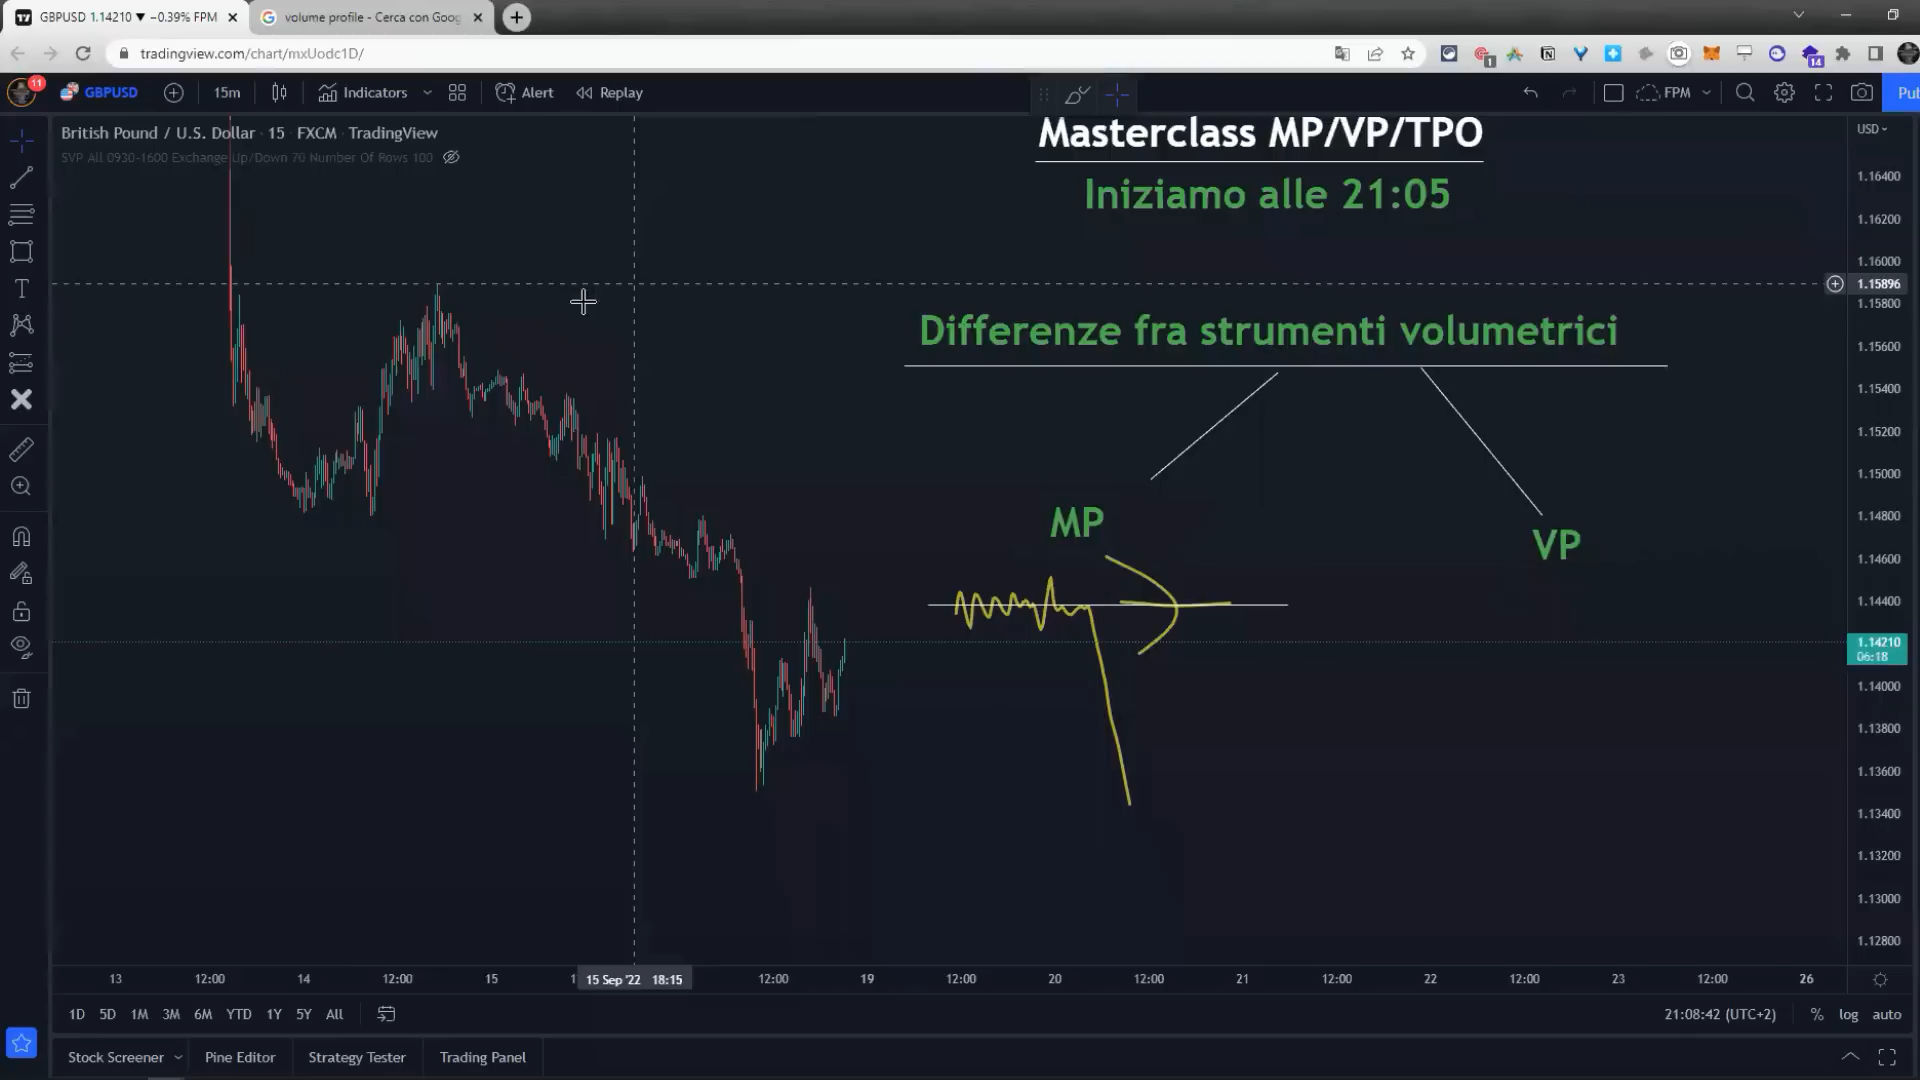 GBPUSD 1.14210 ▼ −0.39% FPM
volume profile - Cerca con Goog
tradingview.com/chart/mxUodc1D/
1
14
11
GBPUSD
15m
Indicators
Alert
Replay
FPM
Pub
British Pound / U.S. Dollar · 15 · FXCM · TradingView
SVP All 0930-1600 Exchange Up/Down 70 Number Of Rows 100
Masterclass MP/VP/TPO
Iniziamo alle 21:05
Differenze fra strumenti volumetrici
MP
VP
USD
1.16400
1.16200
1.16000
1.15896
1.15800
1.15600
1.15400
1.15200
1.15000
1.14800
1.14600
1.14400
1.14210
06:18
1.14000
1.13800
1.13600
1.13400
1.13200
1.13000
1.12800
13 12:00 14 12:00 15 15 Sep '22 18:15 12:00 19 12:00 20 12:00 21 12:00 22 12:00 23 12:00 26
1D 5D 1M 3M 6M YTD 1Y 5Y All
21:08:42 (UTC+2) % log auto
Stock Screener Pine Editor Strategy Tester Trading Panel